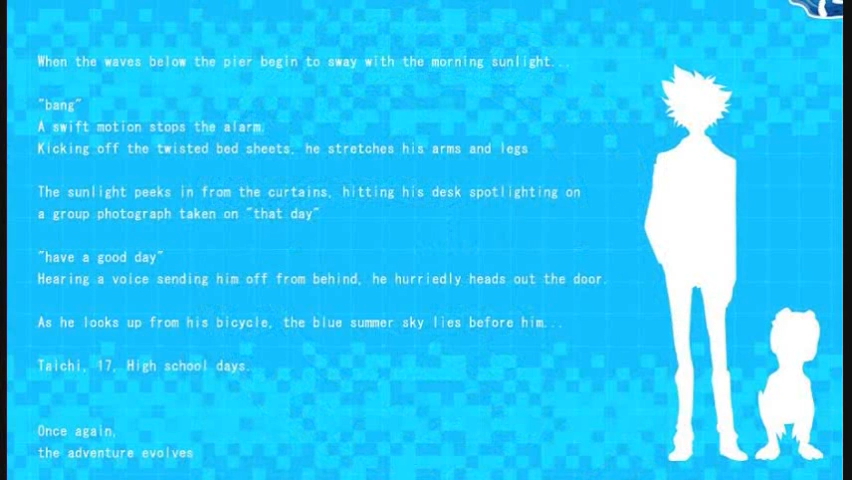 When the waves below the pier begin to sway with the morning sunlight...
"bang"
A swift motion stops the alarm.
Kicking off the twisted bed sheets, he stretches his arms and legs
The sunlight peeks in from the curtains, hitting his desk spotlighting on
a group photograph taken on "that day"
"have a good day"
Hearing a voice sending him off from behind, he hurriedly heads out the door.
As he looks up from his bicycle, the blue summer sky lies before him...
Taichi, 17, High school days.
Once again,
the adventure evolves